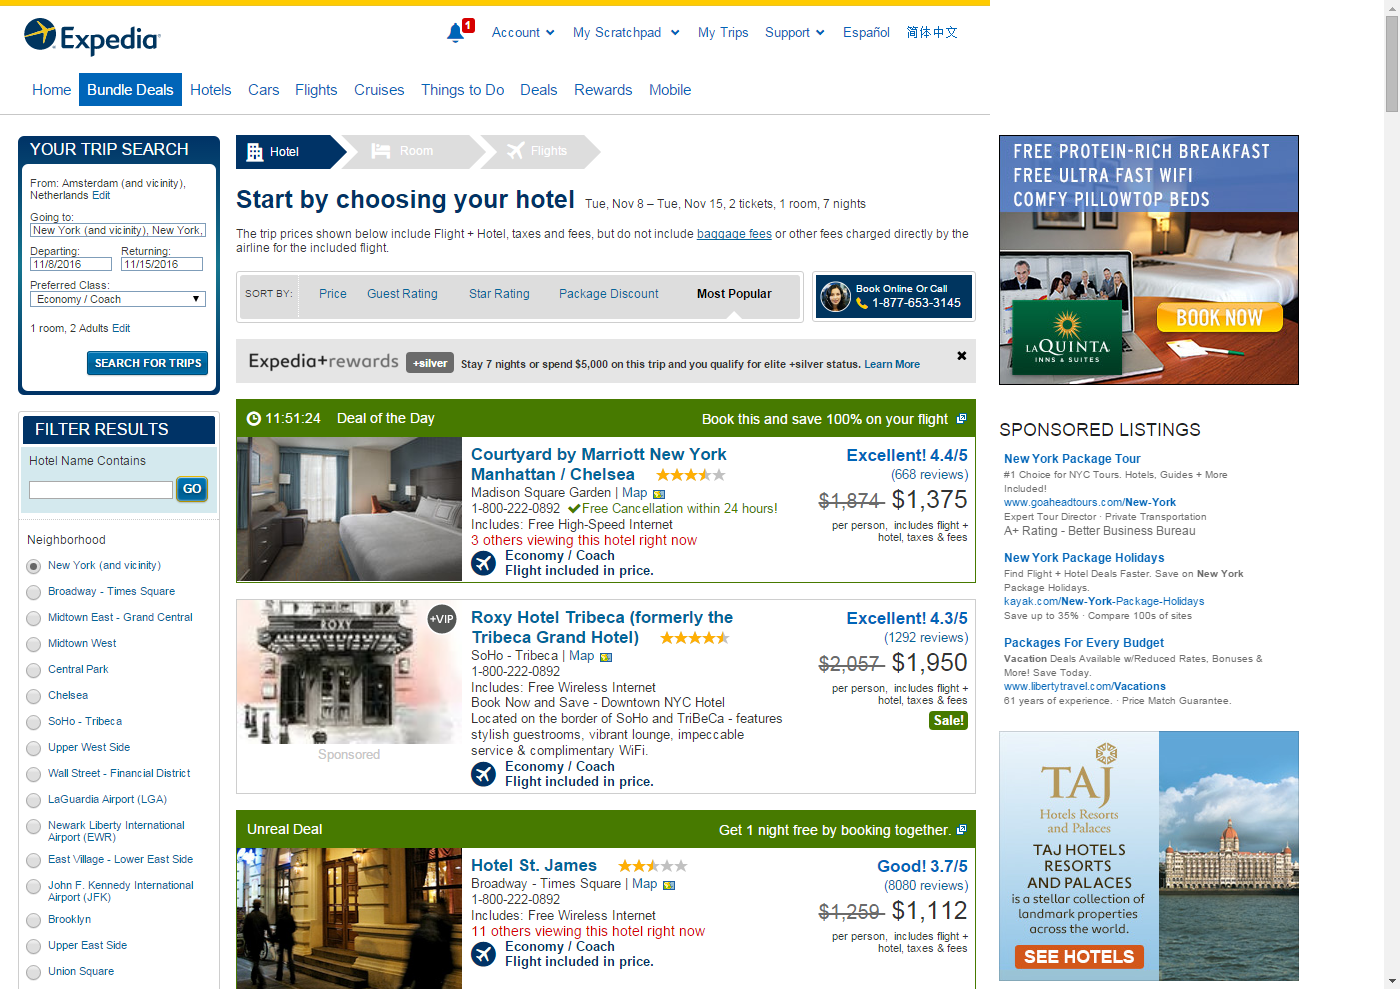 Expedia
1
Account
My Scratchpad
My Trips
Support
Español
简体中文
Home
Bundle Deals
Hotels
Cars
Flights
Cruises
Things to Do
Deals
Rewards
Mobile
YOUR TRIP SEARCH
From: Amsterdam (and vicinity),
Netherlands Edit
Going to:
New York (and vicinity), New York,
Departing:
Returning:
11/8/2016
11/15/2016
Preferred Class:
Economy / Coach
1 room, 2 Adults Edit
SEARCH FOR TRIPS
FILTER RESULTS
Hotel Name Contains
GO
Neighborhood
New York (and vicinity)
Broadway - Times Square
Midtown East - Grand Central
Midtown West
Central Park
Chelsea
SoHo - Tribeca
Upper West Side
Wall Street - Financial District
LaGuardia Airport (LGA)
Newark Liberty International
Airport (EWR)
East Village - Lower East Side
John F. Kennedy International
Airport (JFK)
Brooklyn
Upper East Side
Union Square
Hotel
Room
Flights
Start by choosing your hotel Tue, Nov 8 – Tue, Nov 15, 2 tickets, 1 room, 7 nights
The trip prices shown below include Flight + Hotel, taxes and fees, but do not include baggage fees or other fees charged directly by the
airline for the included flight.
SORT BY:
Price
Guest Rating
Star Rating
Package Discount
Most Popular
Book Online Or Call
1-877-653-3145
Expedia+rewards +silver Stay 7 nights or spend $5,000 on this trip and you qualify for elite +silver status. Learn More
11:51:24 Deal of the Day
Book this and save 100% on your flight
Courtyard by Marriott New York
Manhattan / Chelsea
Madison Square Garden | Map
1-800-222-0892 Free Cancellation within 24 hours!
Includes: Free High-Speed Internet
3 others viewing this hotel right now
Economy / Coach
Flight included in price.
Excellent! 4.4/5
(668 reviews)
$1,874 $1,375
per person, includes flight +
hotel, taxes & fees
ROXY
+VIP
Sponsored
Roxy Hotel Tribeca (formerly the
Tribeca Grand Hotel)
SoHo - Tribeca | Map
1-800-222-0892
Includes: Free Wireless Internet
Book Now and Save - Downtown NYC Hotel
Located on the border of SoHo and TriBeCa - features
stylish guestrooms, vibrant lounge, impeccable
service & complimentary WiFi.
Economy / Coach
Flight included in price.
Excellent! 4.3/5
(1292 reviews)
$2,057 $1,950
per person, includes flight +
hotel, taxes & fees
Sale!
Unreal Deal
Get 1 night free by booking together.
Hotel St. James
Broadway - Times Square | Map
1-800-222-0892
Includes: Free Wireless Internet
11 others viewing this hotel right now
Economy / Coach
Flight included in price.
Good! 3.7/5
(8080 reviews)
$1,259 $1,112
per person, includes flight +
hotel, taxes & fees
FREE PROTEIN-RICH BREAKFAST
FREE ULTRA FAST WIFI
COMFY PILLOWTOP BEDS
LAQUINTA
INNS & SUITES
BOOK NOW
SPONSORED LISTINGS
New York Package Tour
#1 Choice for NYC Tours. Hotels, Guides + More
Included!
www.goaheadtours.com/New-York
Expert Tour Director · Private Transportation
A+ Rating - Better Business Bureau
New York Package Holidays
Find Flight + Hotel Deals Faster. Save on New York
Package Holidays.
kayak.com/New-York-Package-Holidays
Save up to 35% · Compare 100s of sites
Packages For Every Budget
Vacation Deals Available w/Reduced Rates, Bonuses &
More! Save Today.
www.libertytravel.com/Vacations
61 years of experience. · Price Match Guarantee.
TAJ
Hotels Resorts
and Palaces
TAJ HOTELS
RESORTS
AND PALACES
is a stellar collection of
landmark properties
across the world.
SEE HOTELS